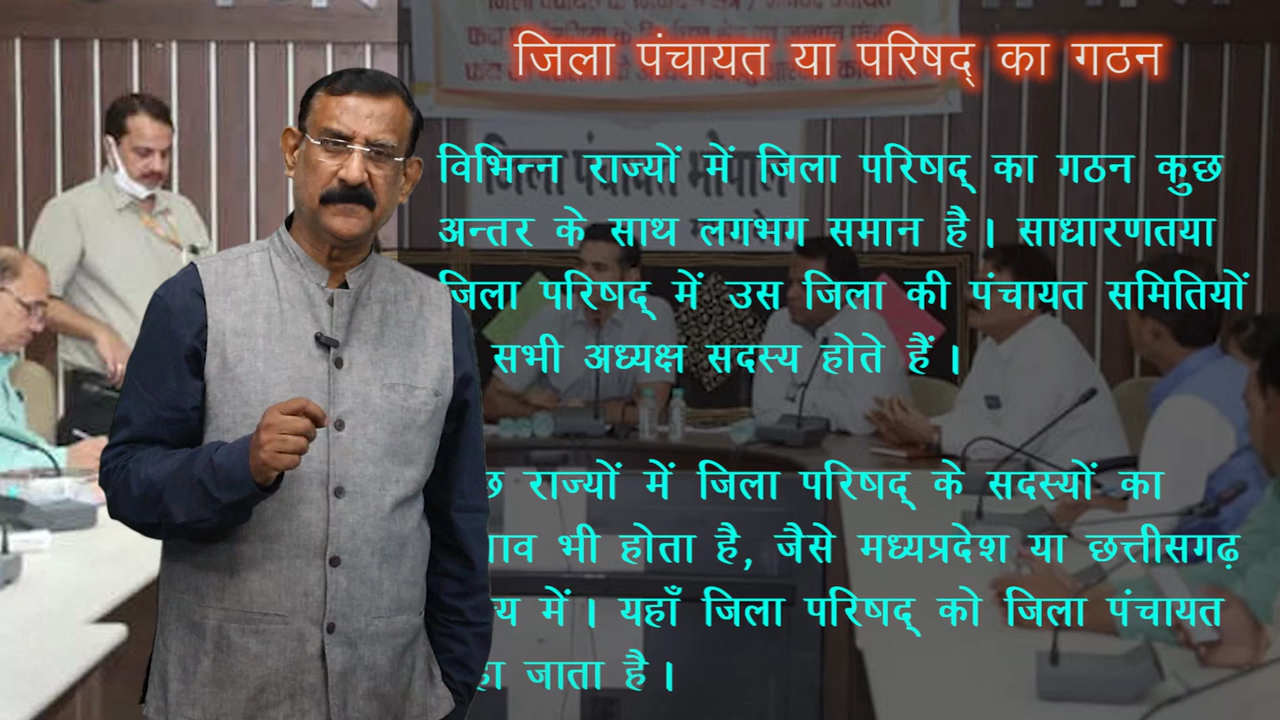 जिला पंचायत या परिषद् का गठन
विभिन्न राज्यों में जिला परिषद् का गठन कुछ
अन्तर के साथ लगभग समान है। साधारणतया
जिला परिषद् में उस जिला की पंचायत समितियों
सभी अध्यक्ष सदस्य होते हैं।
राज्यों में जिला परिषद् के सदस्यों का
भी होता है, जैसे मध्यप्रदेश या छत्तीसगढ़
में। यहाँ जिला परिषद् को जिला पंचायत
जाता है।
जिला पंचायत भोपाल